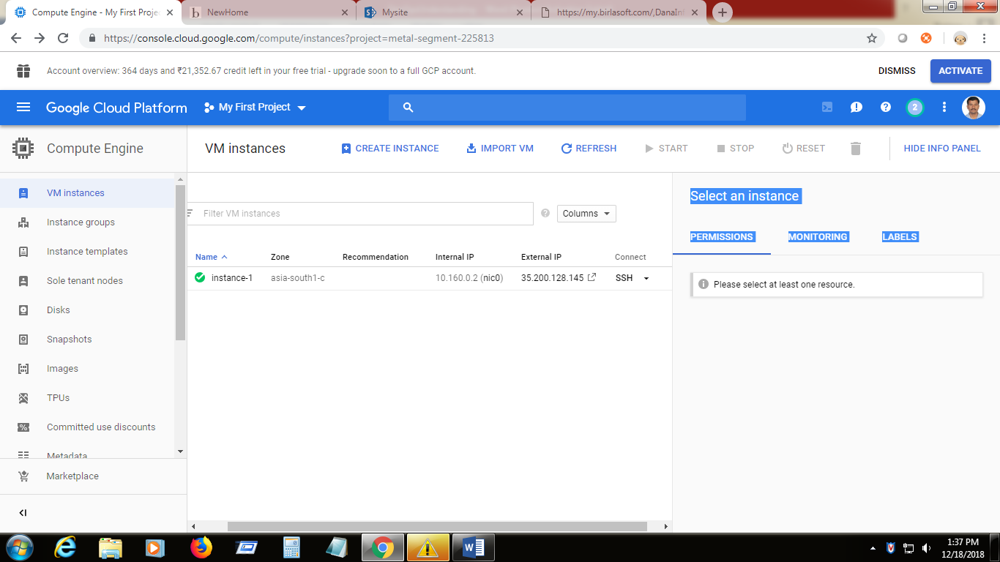 Compute Engine - My First Proje
NewHome
Mysite
https://my.birlasoft.com/,DanaInf
https://console.cloud.google.com/compute/instances?project=metal-segment-225813
Account overview: 364 days and ₹21,352.67 credit left in your free trial - upgrade soon to a full GCP account.
DISMISS
ACTIVATE
Google Cloud Platform
My First Project
2
Compute Engine
VM instances
CREATE INSTANCE
IMPORT VM
REFRESH
START
STOP
RESET
HIDE INFO PANEL
VM instances
Instance groups
Instance templates
Sole tenant nodes
Disks
Snapshots
Images
TPUs
Committed use discounts
Metadata
Marketplace
Filter VM instances
Columns
Name Zone Recommendation Internal IP External IP Connect
instance-1 asia-south1-c 10.160.0.2 (nic0) 35.200.128.145 SSH
Select an instance
PERMISSIONS MONITORING LABELS
Please select at least one resource.
1:37 PM
12/18/2018